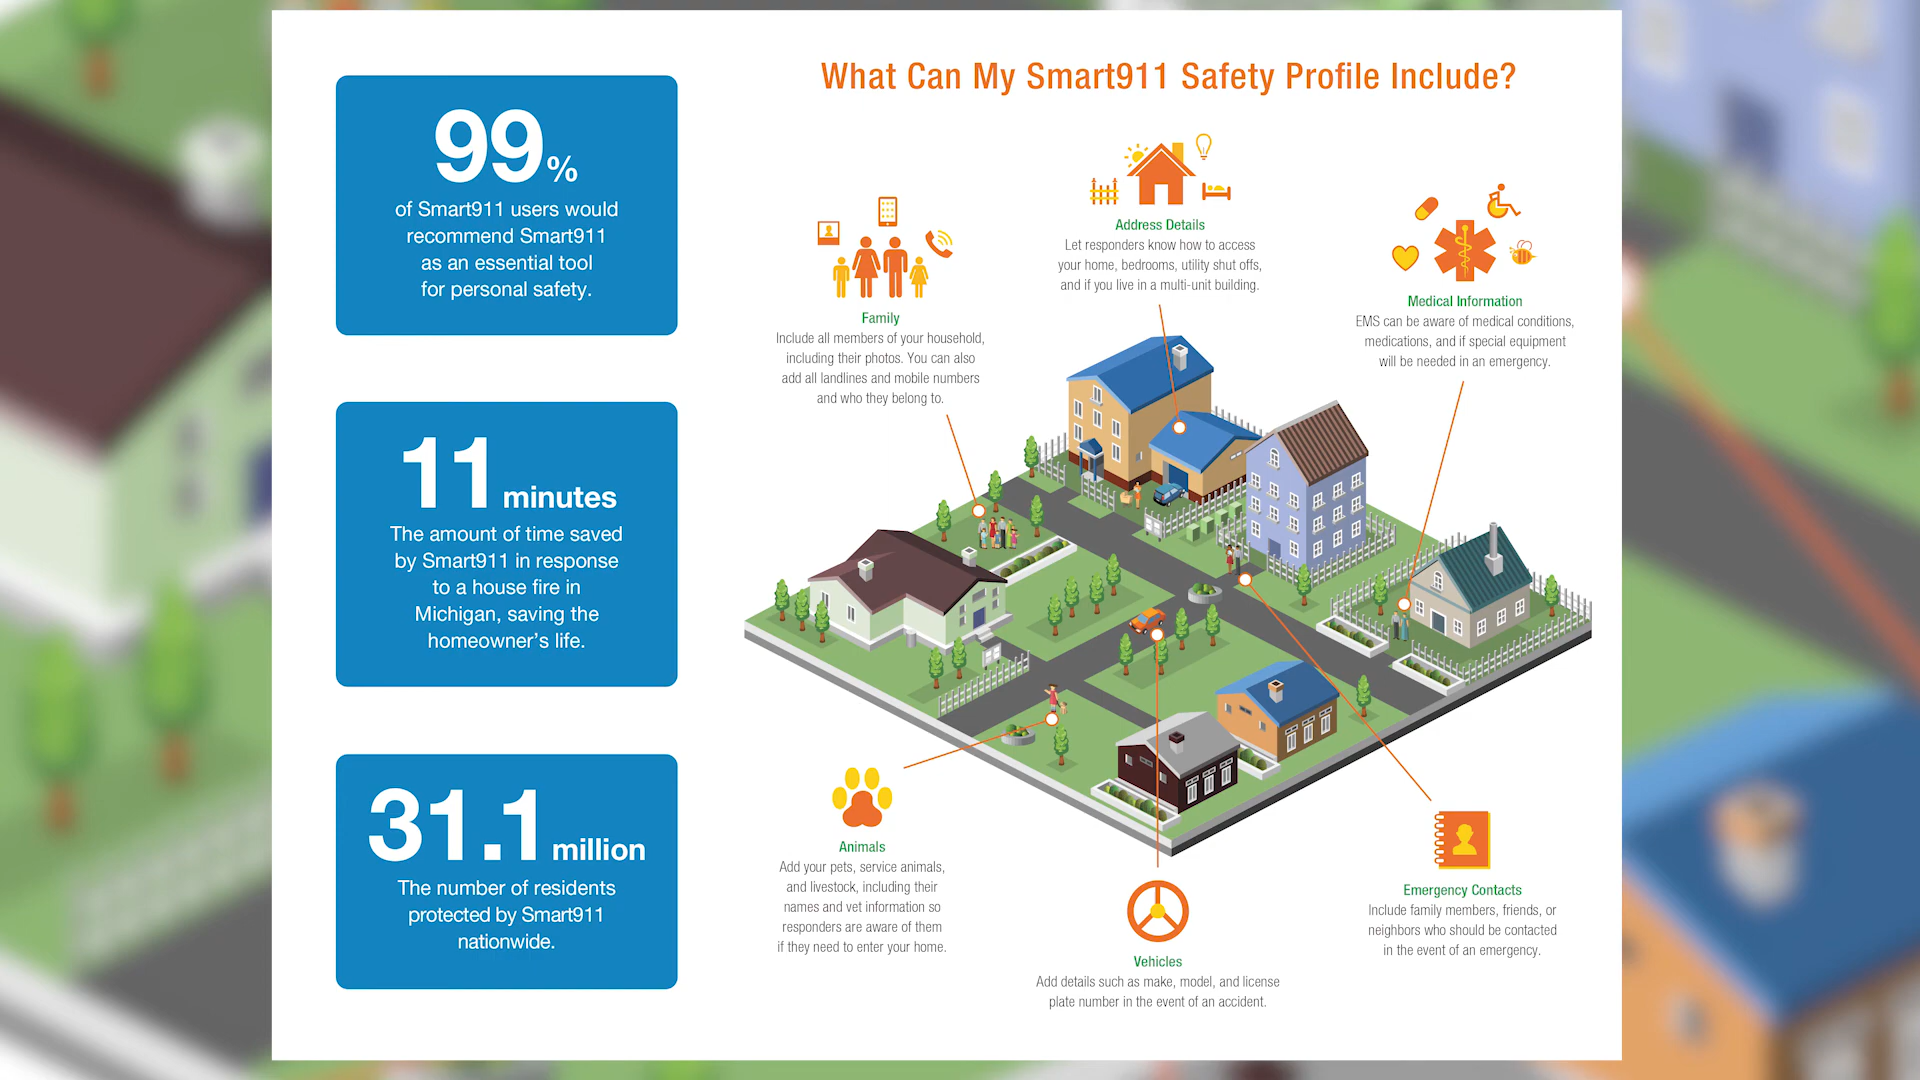 99%
of Smart911 users would
recommend Smart911
as an essential tool
for personal safety.
11 minutes
The amount of time saved
by Smart911 in response
to a house fire in
Michigan, saving the
homeowner's life.
31.1 million
The number of residents
protected by Smart911
nationwide.
What Can My Smart911 Safety Profile Include?
Family
Include all members of your household,
including their photos. You can also
add all landlines and mobile numbers
and who they belong to.
Address Details
Let responders know how to access
your home, bedrooms, utility shut offs,
and if you live in a multi-unit building.
Medical Information
EMS can be aware of medical conditions,
medications, and if special equipment
will be needed in an emergency.
Animals
Add your pets, service animals,
and livestock, including their
names and vet information so
responders are aware of them
if they need to enter your home.
Vehicles
Add details such as make, model, and license
plate number in the event of an accident.
Emergency Contacts
Include family members, friends, or
neighbors who should be contacted
in the event of an emergency.